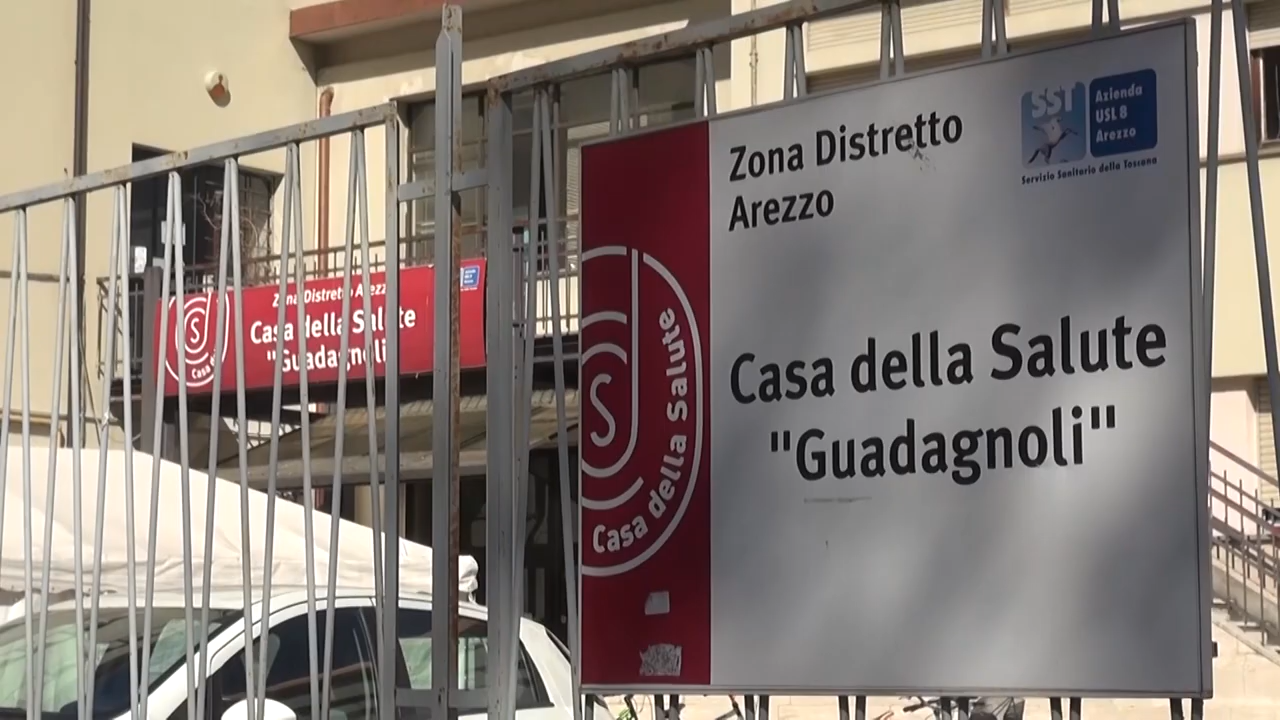 Zona Distretto
Arezzo
SST
Azienda
USL 8
Arezzo
Servizio Sanitario della Toscana
Casa della Salute
"Guadagnoli"
S
Casa della Salute
Zona Distretto Arezzo
Casa della Salute
"Guadagnoli"
S
Casa